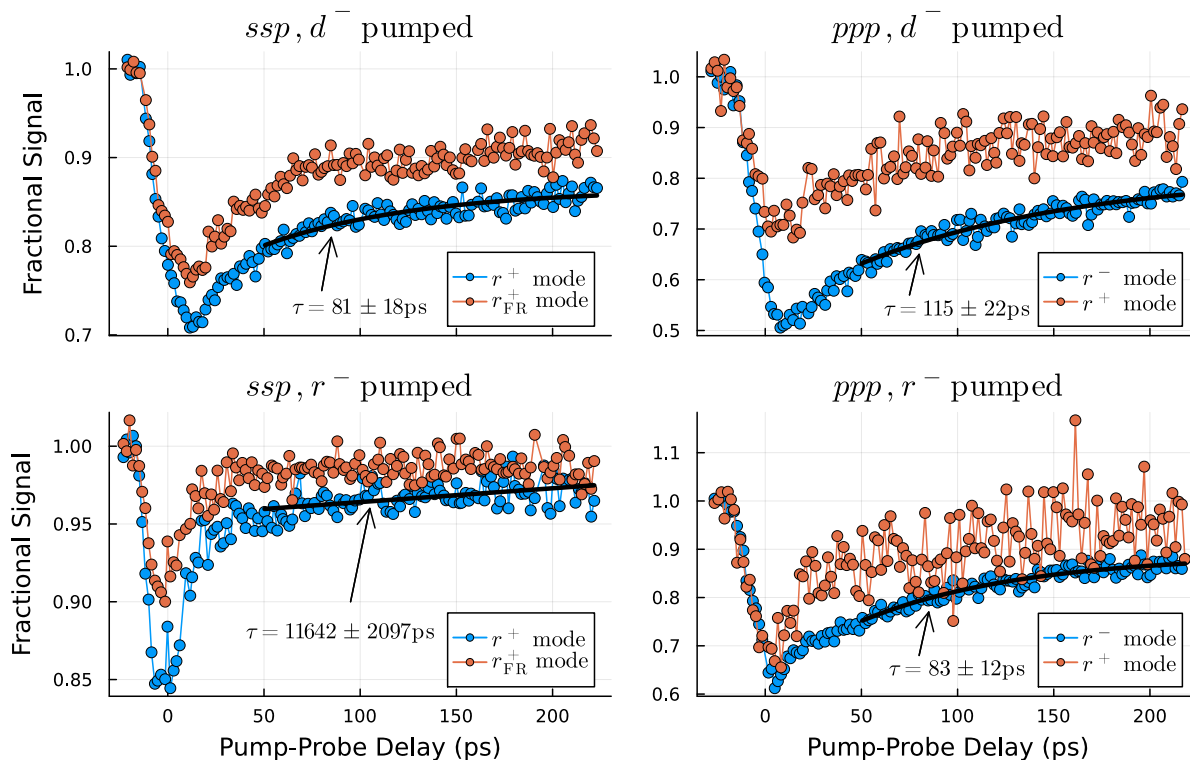 ssp, d⁻ pumped
ppp, d⁻ pumped
Fractional Signal
1.0
0.9
0.8
0.7
τ = 81 ± 18ps
r⁺ mode
r⁺_FR mode
1.0
0.9
0.8
0.7
0.6
0.5
τ = 115 ± 22ps
r⁻ mode
r⁺ mode
ssp, r⁻ pumped
ppp, r⁻ pumped
Fractional Signal
1.00
0.95
0.90
0.85
τ = 11642 ± 2097ps
r⁺ mode
r⁺_FR mode
0 50 100 150 200
Pump-Probe Delay (ps)
1.1
1.0
0.9
0.8
0.7
0.6
τ = 83 ± 12ps
r⁻ mode
r⁺ mode
0 50 100 150 200
Pump-Probe Delay (ps)